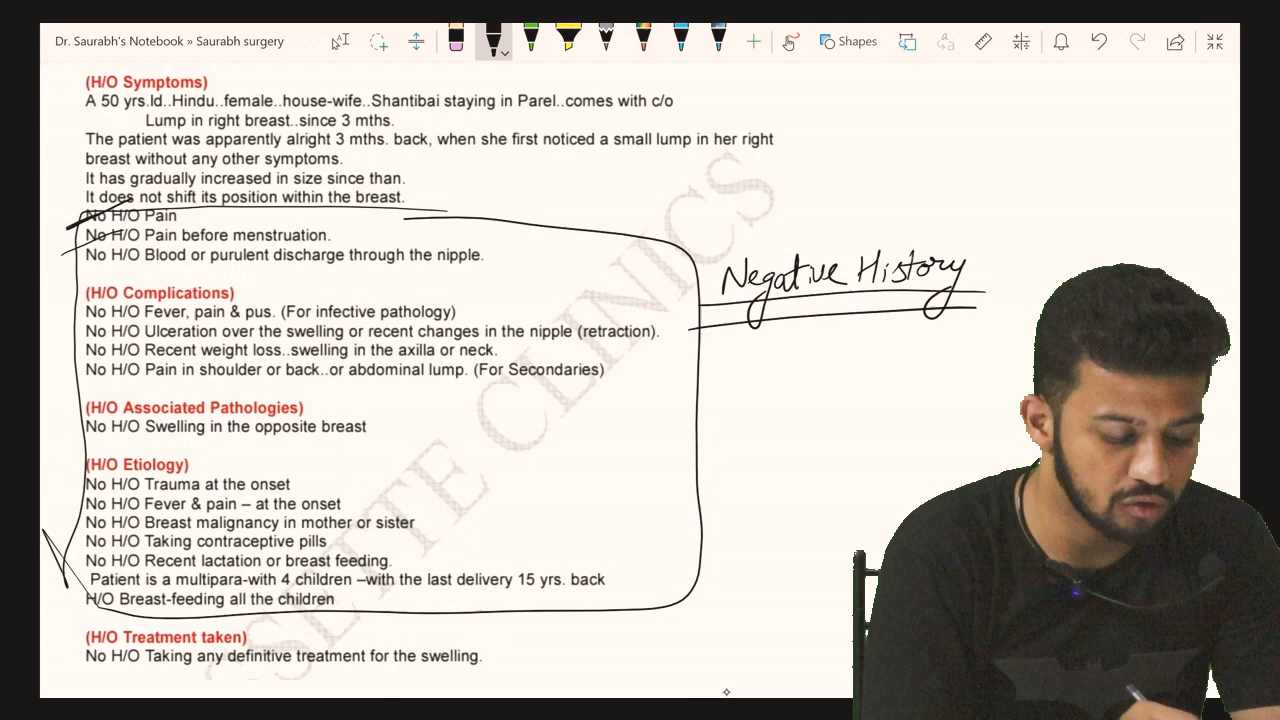 Dr. Saurabh's Notebook » Saurabh surgery
Shapes
(H/O Symptoms)
A 50 yrs.ld..Hindu..female..house-wife..Shantibai staying in Parel..comes with c/o
Lump in right breast..since 3 mths.
The patient was apparently alright 3 mths. back, when she first noticed a small lump in her right
breast without any other symptoms.
It has gradually increased in size since than.
It does not shift its position within the breast.
No H/O Pain
No H/O Pain before menstruation.
No H/O Blood or purulent discharge through the nipple.
Negative History
(H/O Complications)
No H/O Fever, pain & pus. (For infective pathology)
No H/O Ulceration over the swelling or recent changes in the nipple (retraction).
No H/O Recent weight loss..swelling in the axilla or neck.
No H/O Pain in shoulder or back..or abdominal lump. (For Secondaries)
(H/O Associated Pathologies)
No H/O Swelling in the opposite breast
(H/O Etiology)
No H/O Trauma at the onset
No H/O Fever & pain – at the onset
No H/O Breast malignancy in mother or sister
No H/O Taking contraceptive pills
No H/O Recent lactation or breast feeding.
Patient is a multipara-with 4 children –with the last delivery 15 yrs. back
H/O Breast-feeding all the children
(H/O Treatment taken)
No H/O Taking any definitive treatment for the swelling.
CLINICS